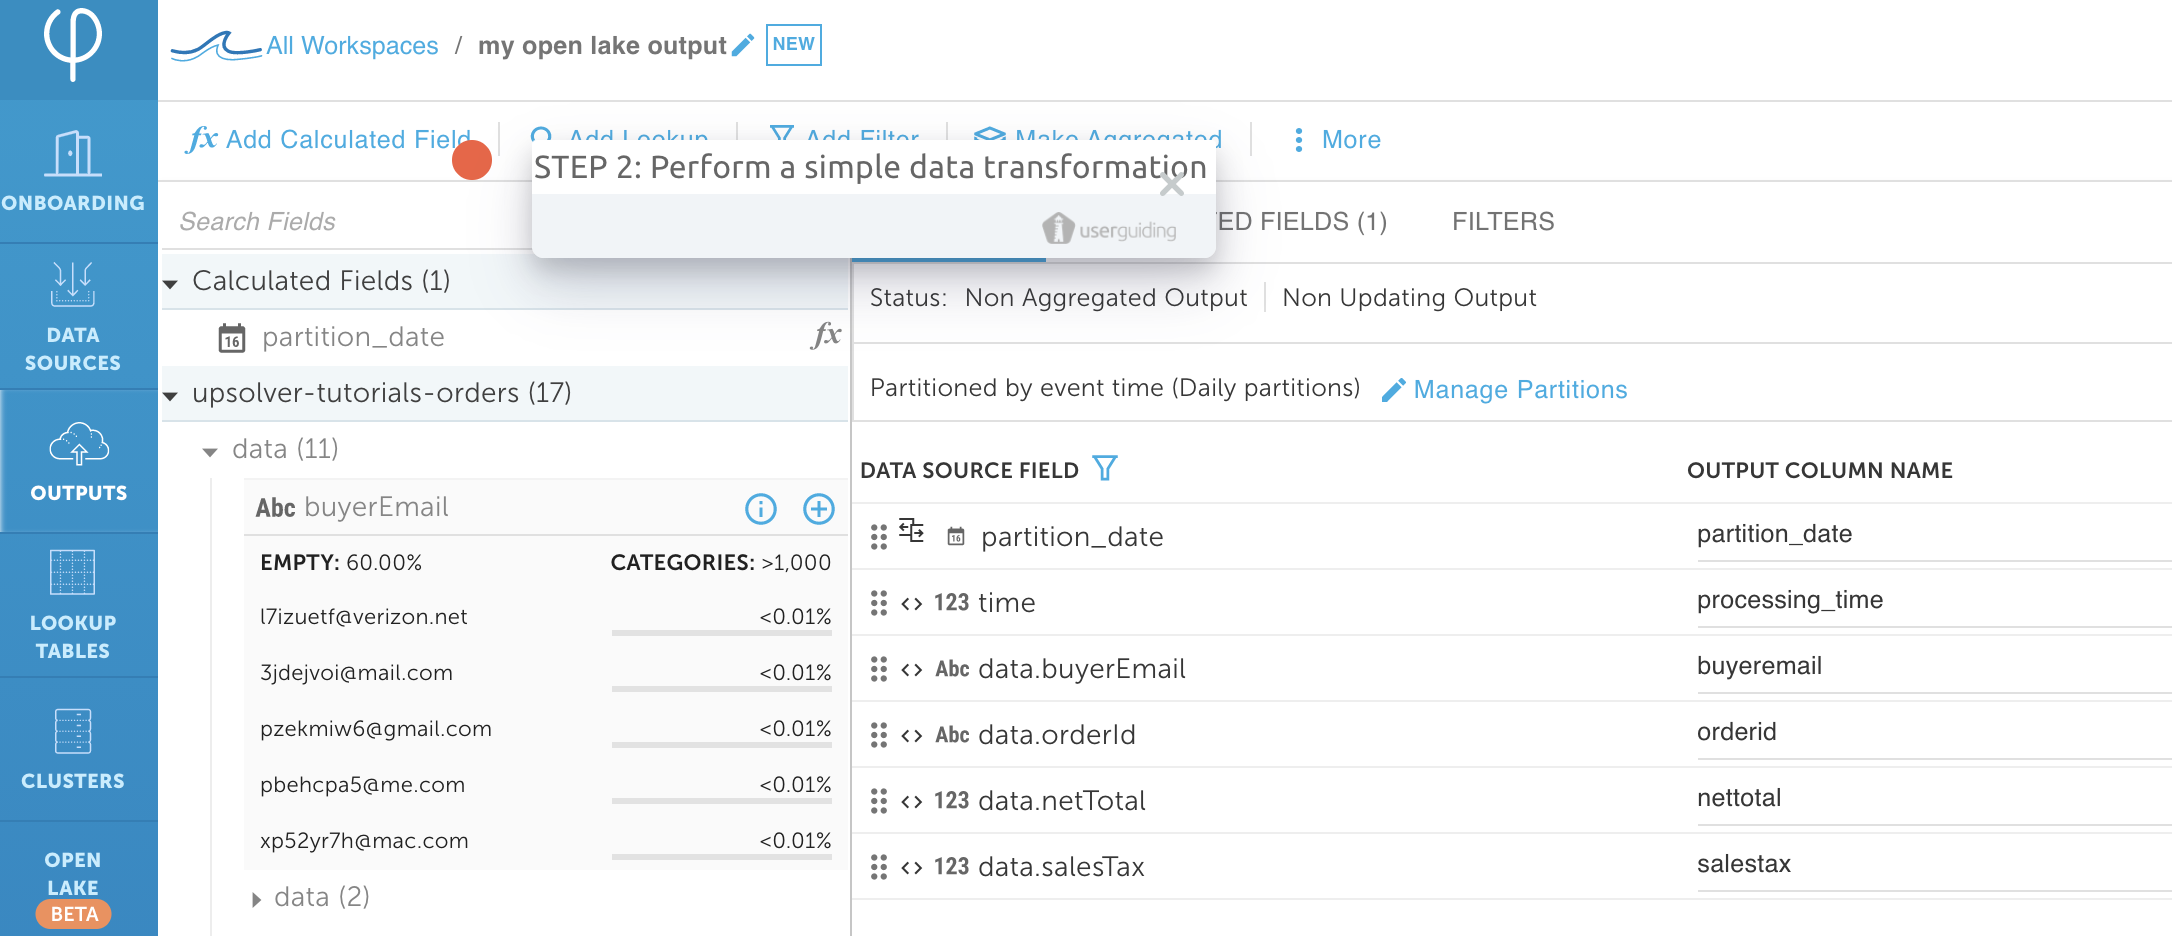 All Workspaces / my open lake output NEW
fx Add Calculated Field Add Lookup Add Filter Make Aggregated More
STEP 2: Perform a simple data transformation
userguiding
Search Fields
ED FIELDS (1) FILTERS
Calculated Fields (1)
16 partition_date fx
upsolver-tutorials-orders (17)
data (11)
Abc buyerEmail
EMPTY: 60.00% CATEGORIES: >1,000
l7izuetf@verizon.net <0.01%
3jdejvoi@mail.com <0.01%
pzekmiw6@gmail.com <0.01%
pbehcpa5@me.com <0.01%
xp52yr7h@mac.com <0.01%
data (2)
Status: Non Aggregated Output Non Updating Output
Partitioned by event time (Daily partitions) Manage Partitions
DATA SOURCE FIELD OUTPUT COLUMN NAME
16 partition_date partition_date
<> 123 time processing_time
<> Abc data.buyerEmail buyeremail
<> Abc data.orderId orderid
<> 123 data.netTotal nettotal
<> 123 data.salesTax salestax
ONBOARDING
DATA
SOURCES
OUTPUTS
LOOKUP
TABLES
CLUSTERS
OPEN
LAKE
BETA